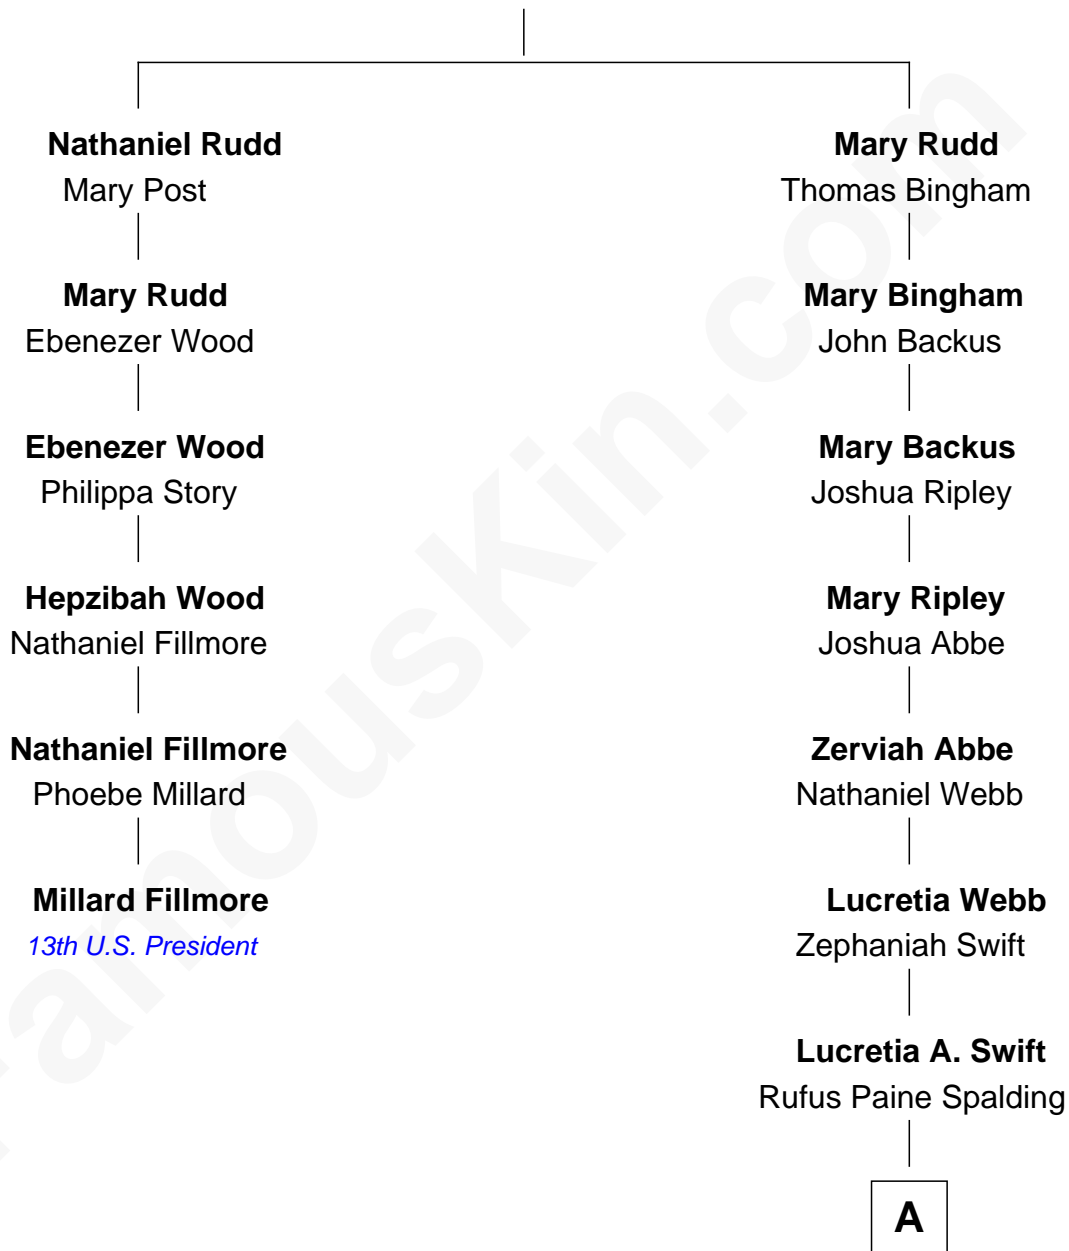 Nathaniel Rudd
Mary Post
Mary Rudd
Ebenezer Wood
Ebenezer Wood
Philippa Story
Hepzibah Wood
Nathaniel Fillmore
Nathaniel Fillmore
Phoebe Millard
Millard Fillmore
13th U.S. President
Mary Rudd
Thomas Bingham
Mary Bingham
John Backus
Mary Backus
Joshua Ripley
Mary Ripley
Joshua Abbe
Zerviah Abbe
Nathaniel Webb
Lucretia Webb
Zephaniah Swift
Lucretia A. Swift
Rufus Paine Spalding
A
FamousKin.com